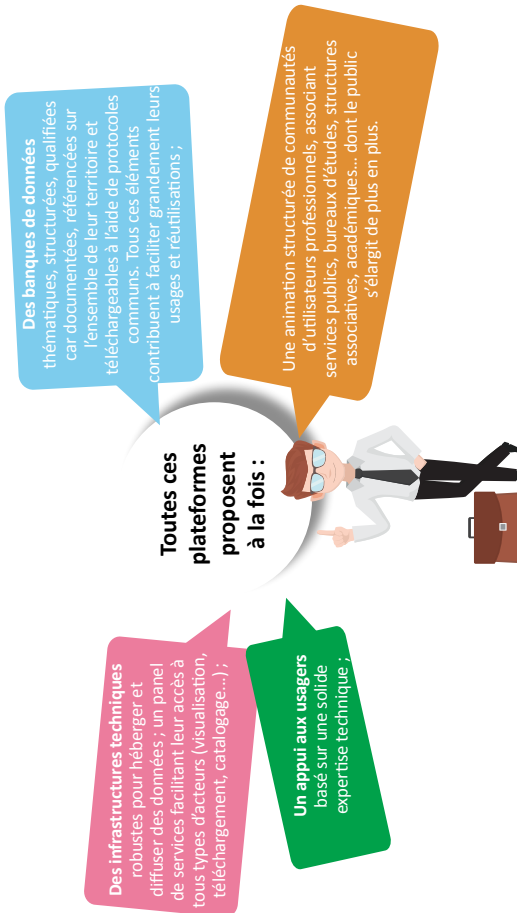 Toutes ces
plateformes
proposent
à la fois :
Des infrastructures techniques
robustes pour héberger et
diffuser des données ; un panel
de services facilitant leur accès à
tous types d'acteurs (visualisation,
téléchargement, catalogage...) ;
Des banques de données
thématiques, structurées, qualifiées
car documentées, référencées sur
l'ensemble de leur territoire et
téléchargeables à l'aide de protocoles
communs. Tous ces éléments
contribuent à faciliter grandement leurs
usages et réutilisations ;
Un appui aux usagers
basé sur une solide
expertise technique ;
Une animation structurée de communautés
d'utilisateurs professionnels, associant
services publics, bureaux d'études, structures
associatives, académiques... dont le public
s'élargit de plus en plus.